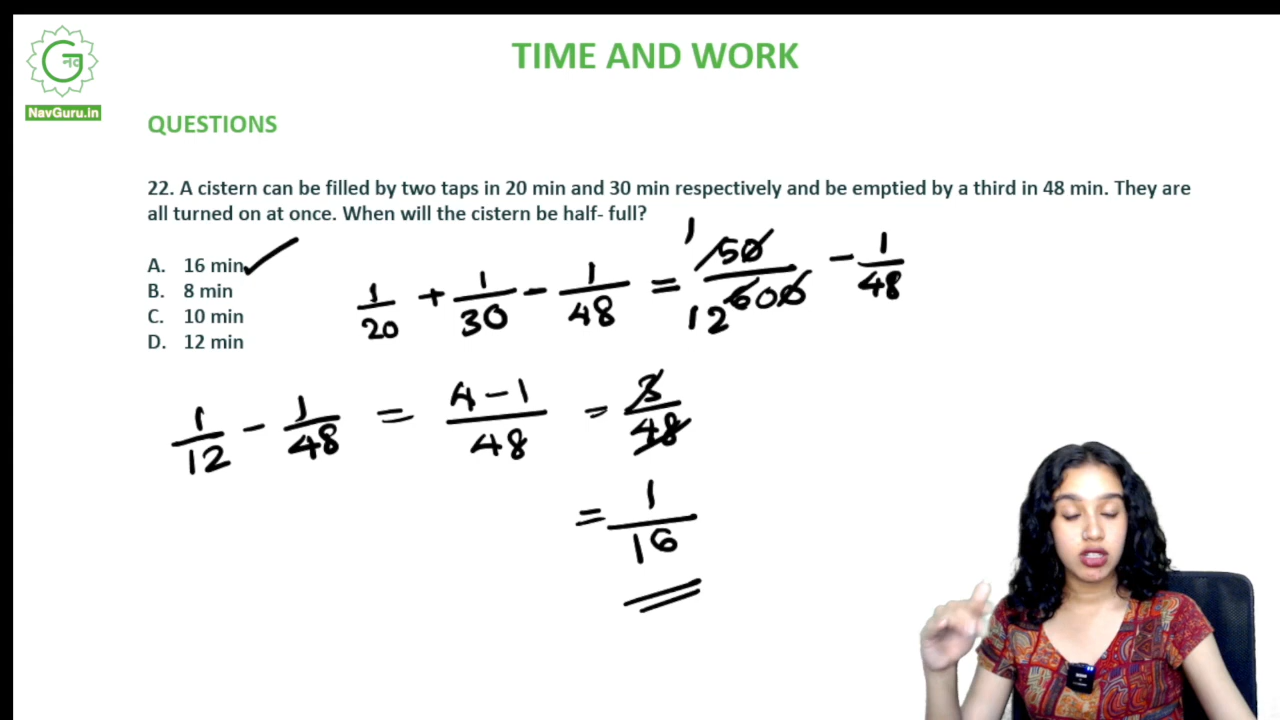 नव
NavGuru.in
TIME AND WORK
QUESTIONS
22. A cistern can be filled by two taps in 20 min and 30 min respectively and be emptied by a third in 48 min. They are
all turned on at once. When will the cistern be half- full?
A. 16 min ✓
B. 8 min
C. 10 min
D. 12 min
1/20 + 1/30 - 1/48 = 1 50/600 12 - 1/48
1/12 - 1/48 = 4-1/48 = 3/48
= 1/16